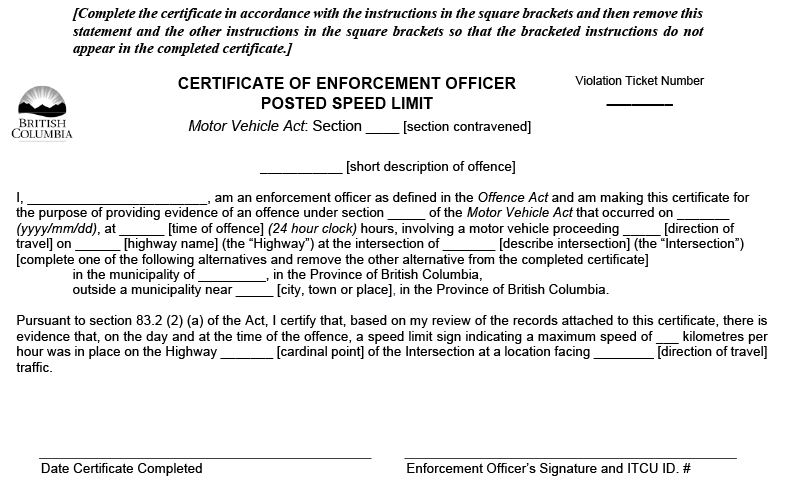 [Complete the certificate in accordance with the instructions in the square brackets and then remove this
statement and the other instructions in the square brackets so that the bracketed instructions do not
appear in the completed certificate.]
CERTIFICATE OF ENFORCEMENT OFFICER
POSTED SPEED LIMIT
Violation Ticket Number
________
BRITISH
COLUMBIA
Motor Vehicle Act: Section ____ [section contravened]
___________ [short description of offence]
I, ________________________, am an enforcement officer as defined in the Offence Act and am making this certificate for
the purpose of providing evidence of an offence under section _____ of the Motor Vehicle Act that occurred on _______
(yyyy/mm/dd), at ______ [time of offence] (24 hour clock) hours, involving a motor vehicle proceeding _____ [direction of
travel] on ______ [highway name] (the “Highway”) at the intersection of _______ [describe intersection] (the “Intersection”)
[complete one of the following alternatives and remove the other alternative from the completed certificate]
in the municipality of _________, in the Province of British Columbia,
outside a municipality near _____ [city, town or place], in the Province of British Columbia.
Pursuant to section 83.2 (2) (a) of the Act, I certify that, based on my review of the records attached to this certificate, there is
evidence that, on the day and at the time of the offence, a speed limit sign indicating a maximum speed of ___ kilometres per
hour was in place on the Highway _______ [cardinal point] of the Intersection at a location facing ________ [direction of travel]
traffic.
Date Certificate Completed
Enforcement Officer’s Signature and ITCU ID. #